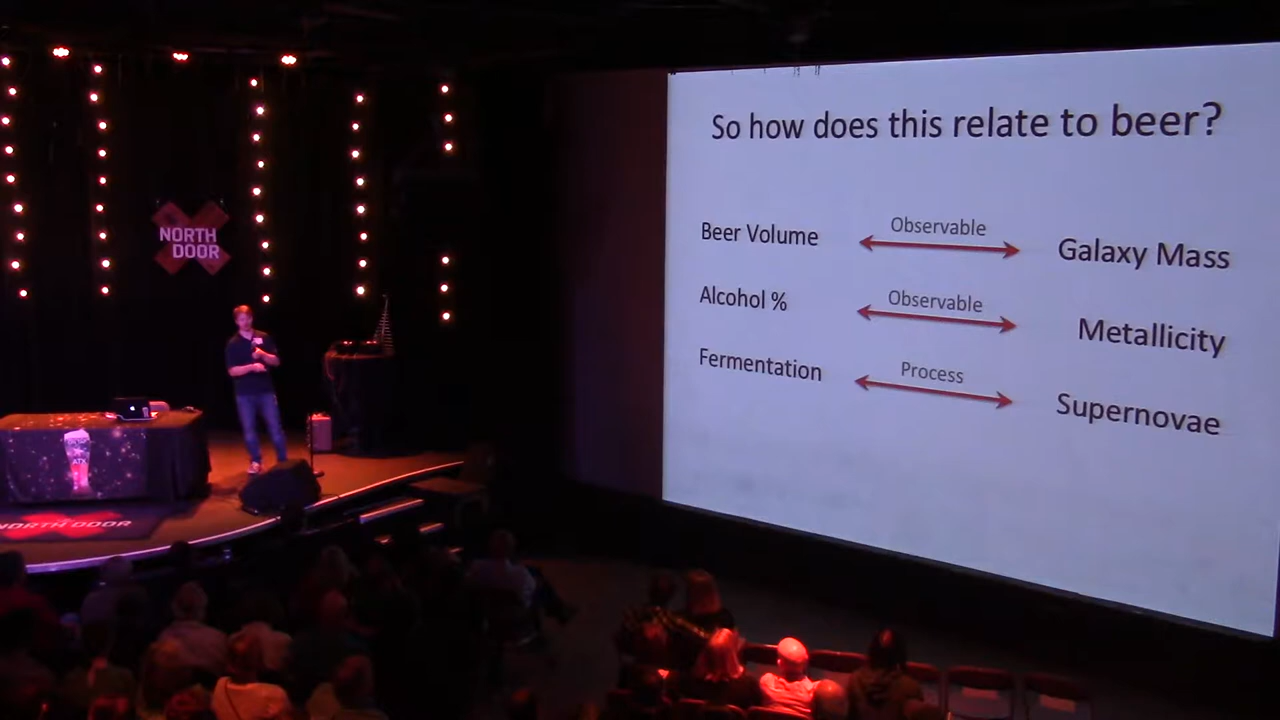 So how does this relate to beer?
Beer Volume
Observable
Galaxy Mass
Alcohol %
Observable
Metallicity
Fermentation
Process
Supernovae
NORTH
DOOR
ATX
NORTH DOOR